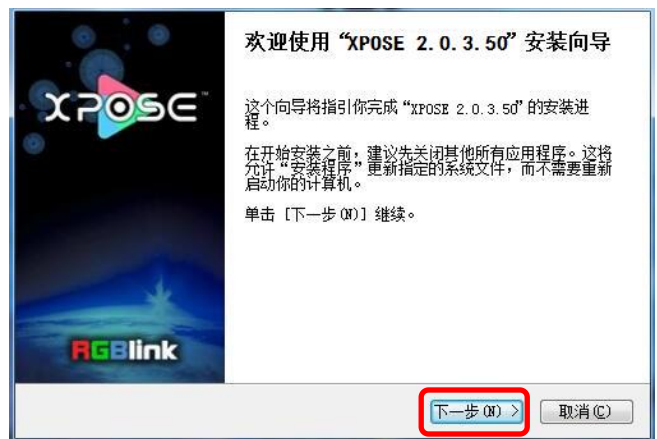 欢迎使用“XPOSE 2.0.3.50”安装向导
XPOSE™
这个向导将指引你完成“XPOSE 2.0.3.50”的安装进
程。
在开始安装之前，建议先关闭其他所有应用程序。这将
允许“安装程序”更新指定的系统文件，而不需要重新
启动你的计算机。
单击 [下一步(N)] 继续。
RGBlink
下一步(N) >
取消(C)